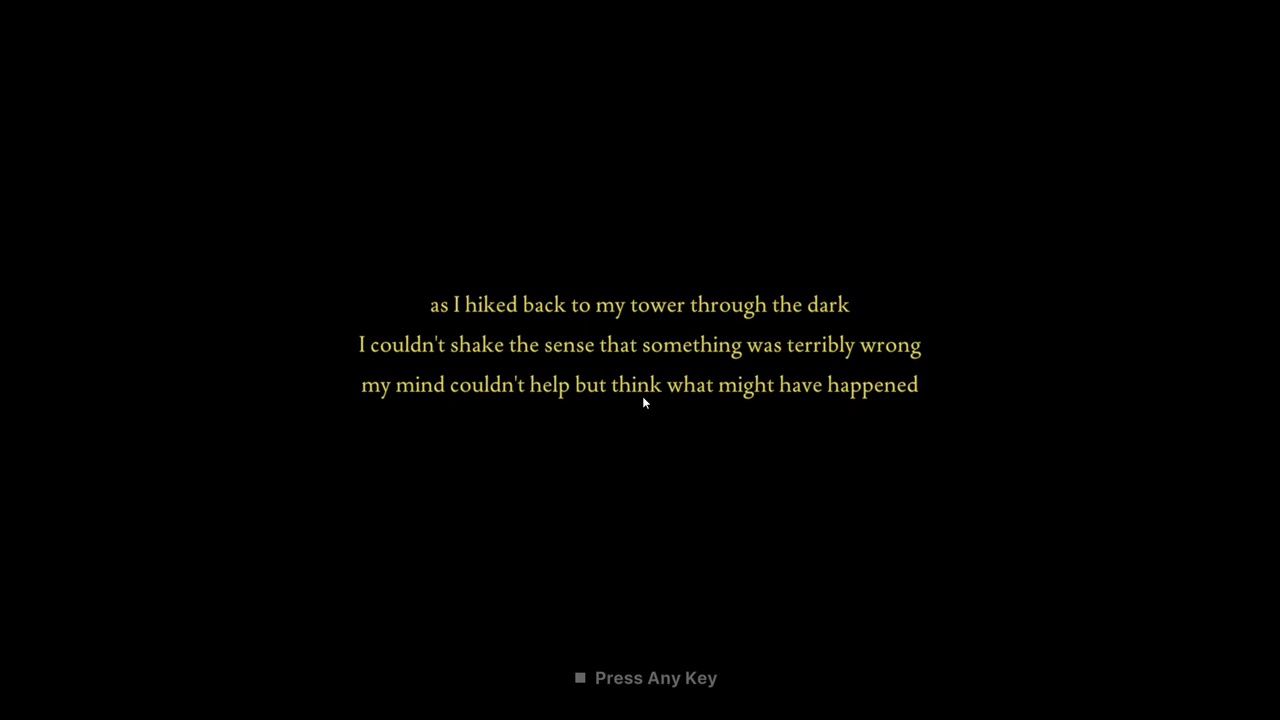 as I hiked back to my tower through the dark
I couldn't shake the sense that something was terribly wrong
my mind couldn't help but think what might have happened
Press Any Key